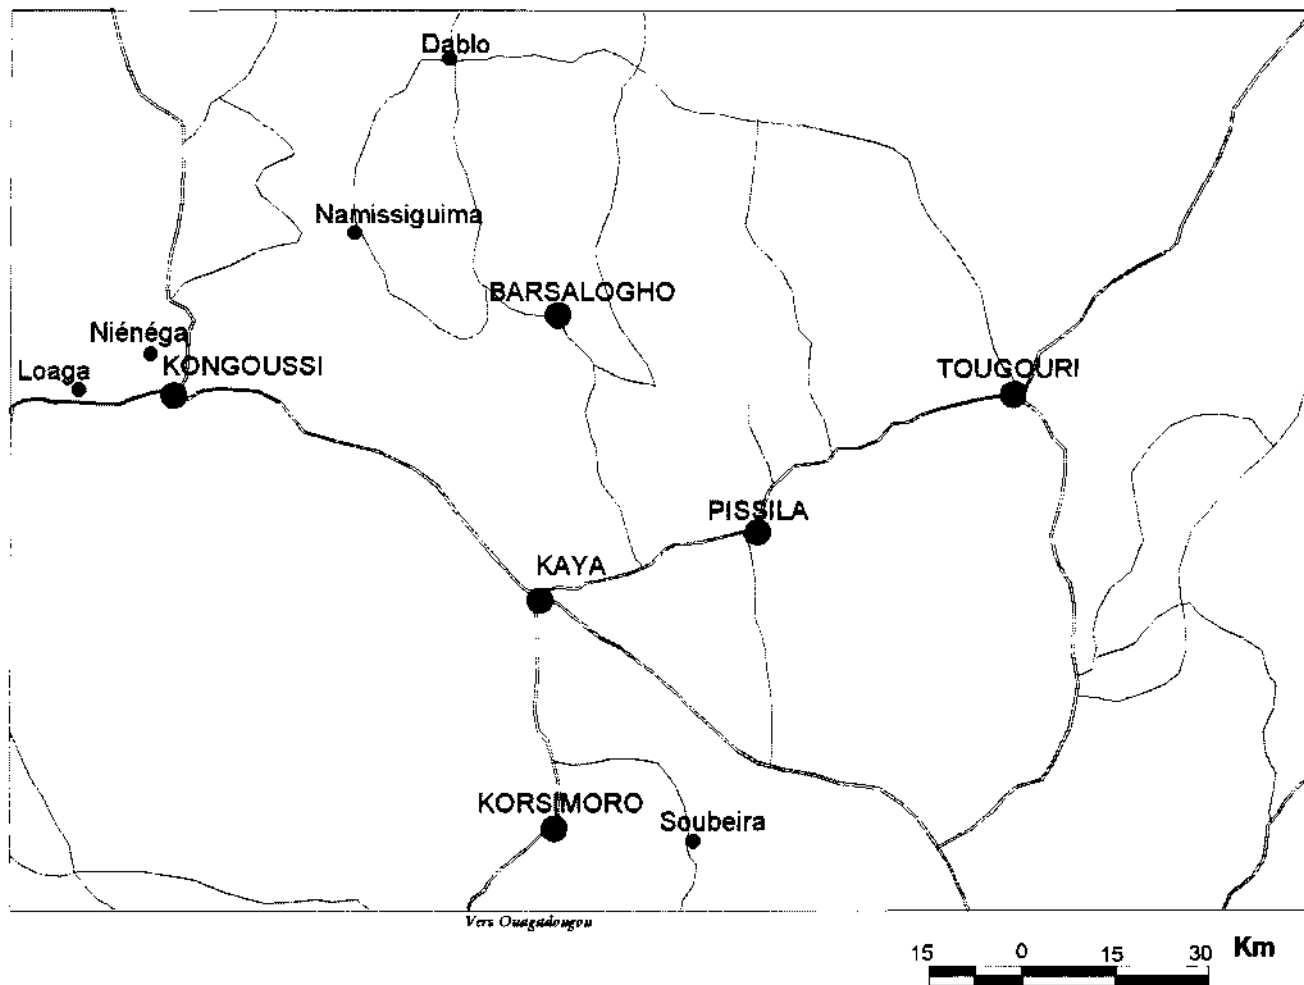 Dablo
Namissiguima
BARSALOGHO
Niénéga
KONGOUSSI
Loaga
TOUGOURI
PISSILA
KAYA
KORSIMORO
Soubeira
Vers Ouagadougou
15 0 15 30 Km